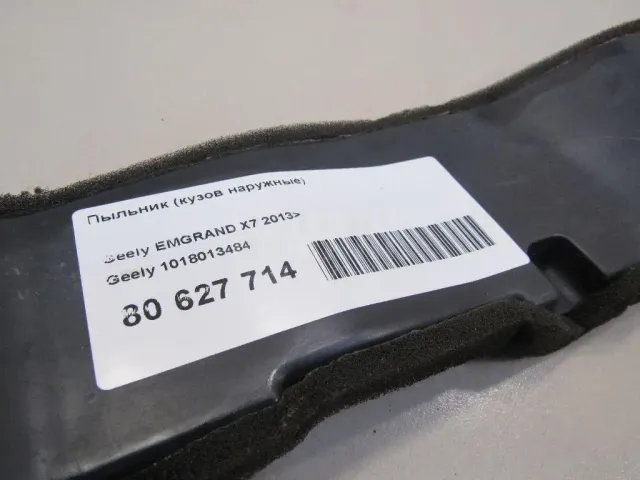 Пыльник (кузов наружные)
Geely EMGRAND X7 2013>
Geely 1018013484
80 627 714